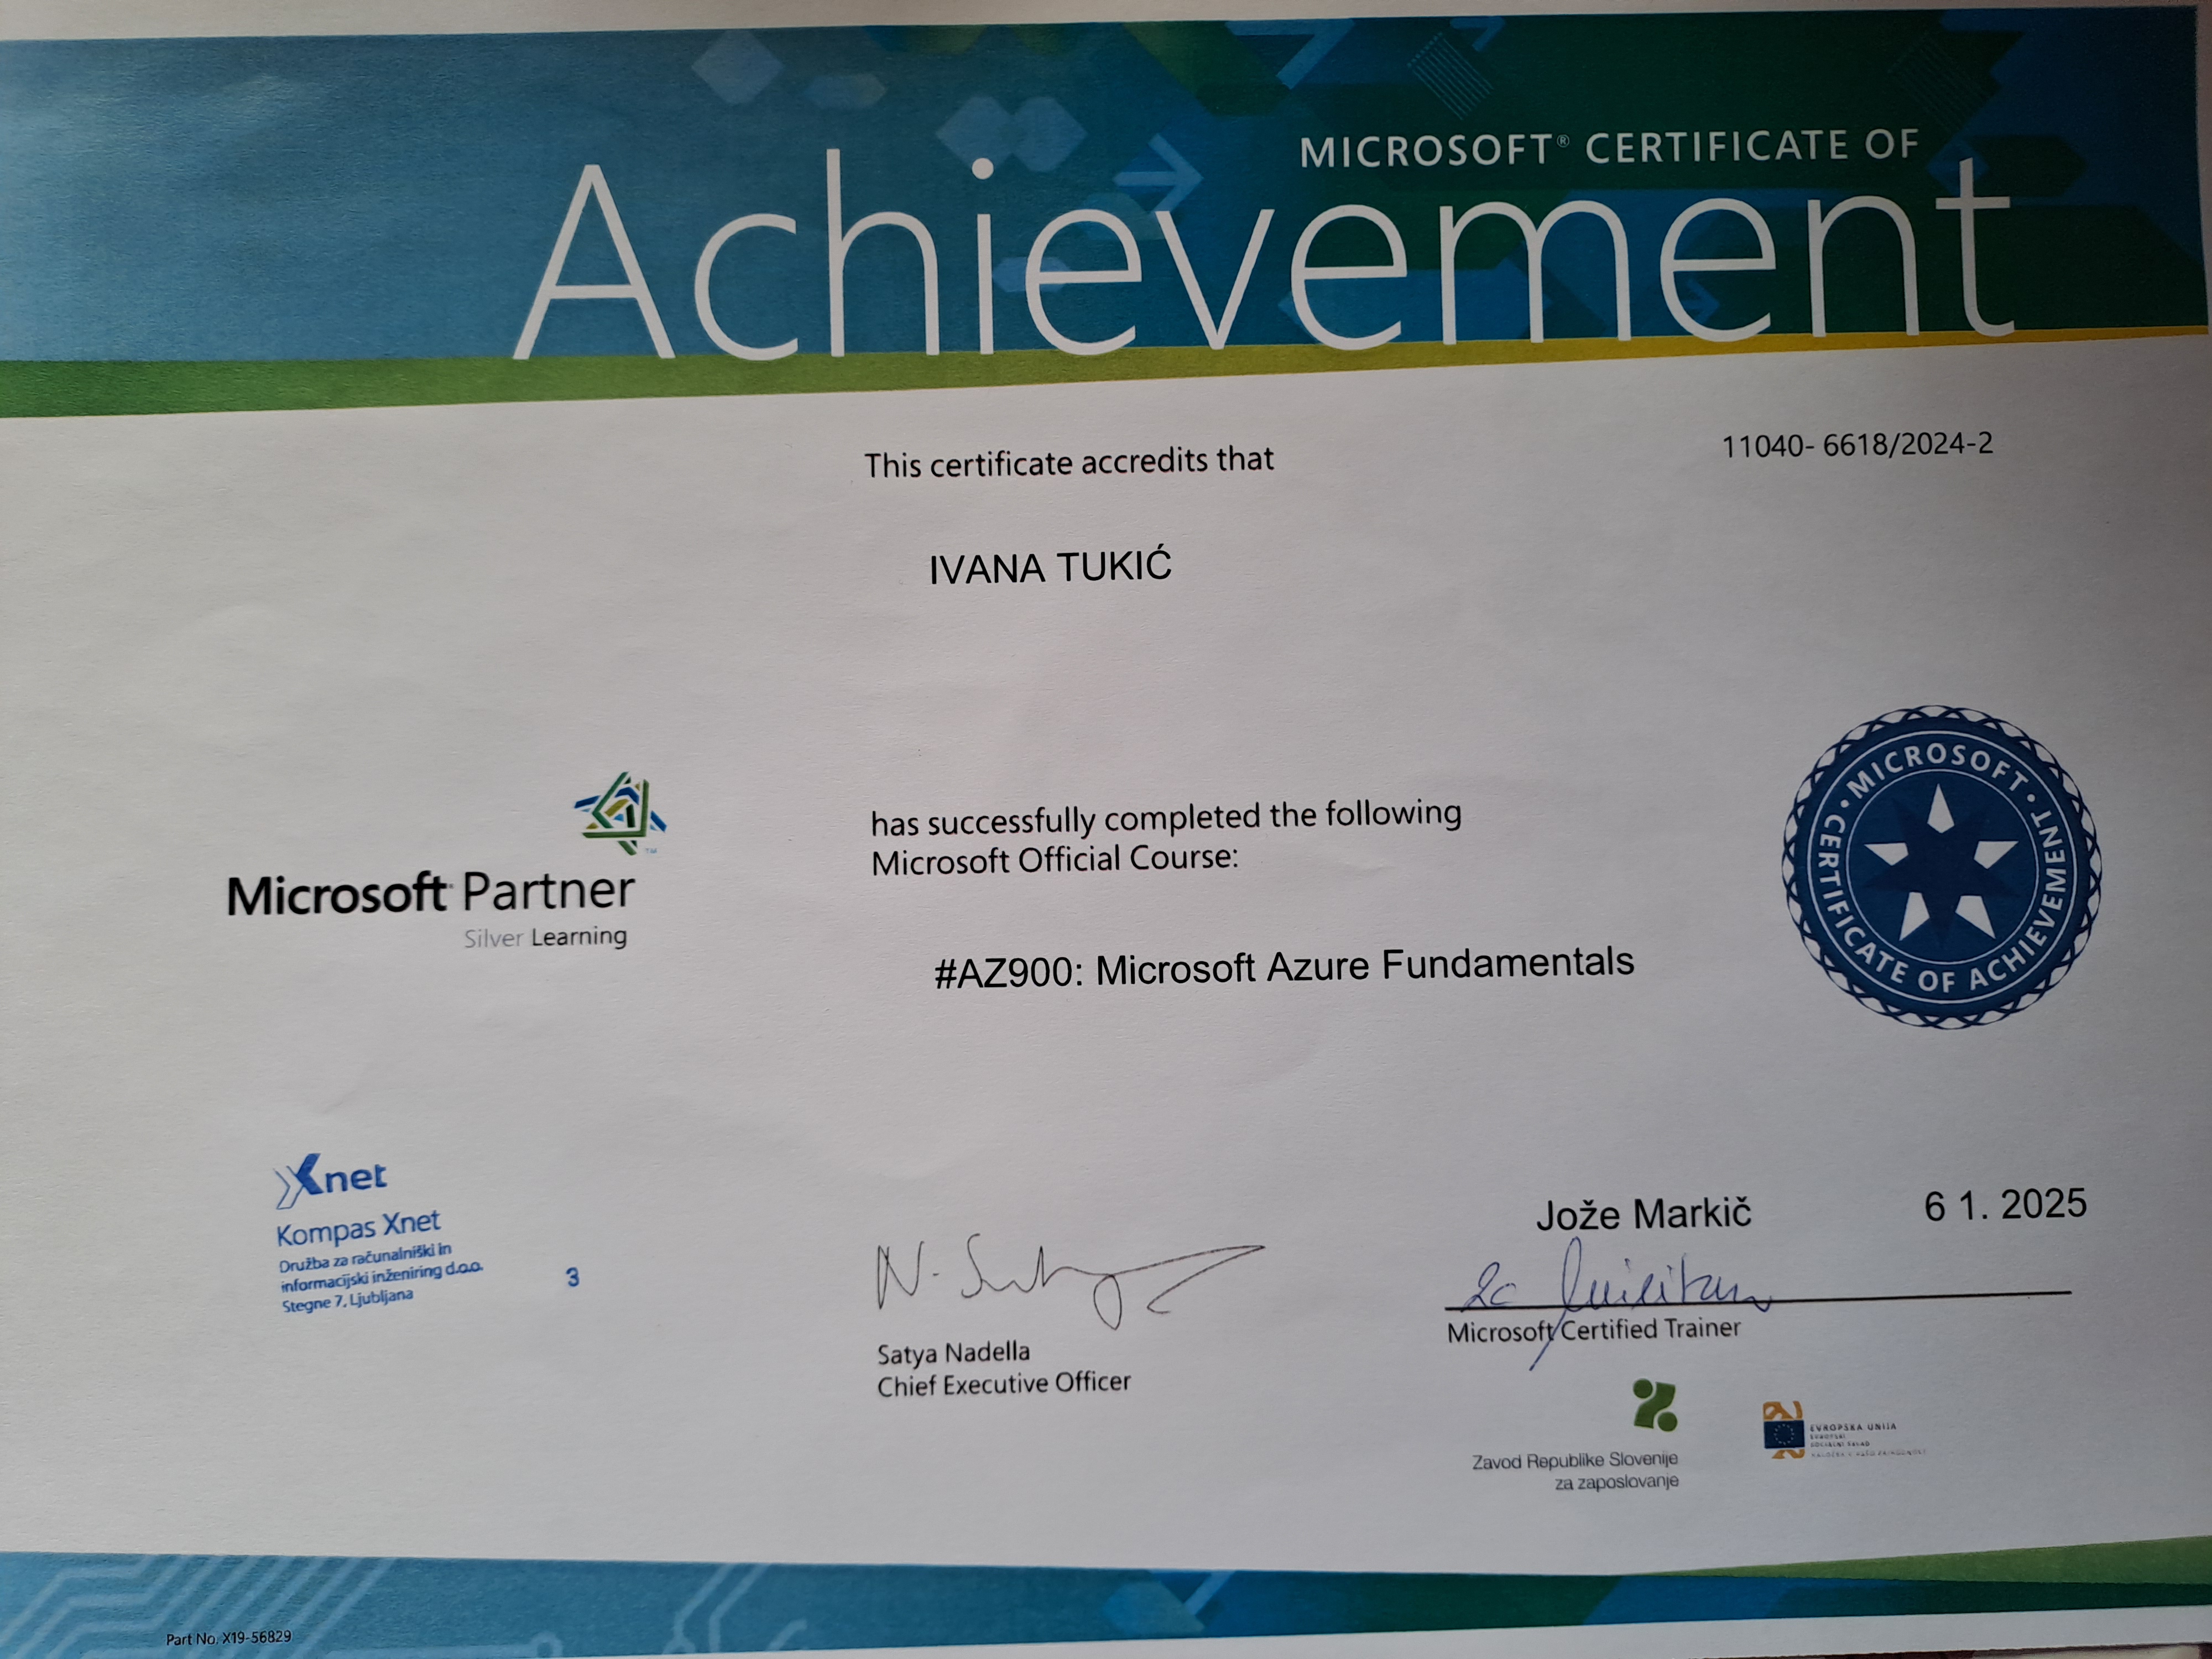 MICROSOFT® CERTIFICATE OF
Achievement
This certificate accredits that
11040- 6618/2024-2
IVANA TUKIĆ
Microsoft Partner
Silver Learning
has successfully completed the following
Microsoft Official Course:
#AZ900: Microsoft Azure Fundamentals
• MICROSOFT • CERTIFICATE OF ACHIEVEMENT
Xnet
Kompas Xnet
Družba za računalniški in
informacijski inženiring d.o.o.
Stegne 7, Ljubljana
3
Satya Nadella
Chief Executive Officer
Jože Markič
6 1. 2025
Microsoft Certified Trainer
Zavod Republike Slovenije
za zaposlovanje
EVROPSKA UNIJA
EVROPSKI
SOCIALNI SKLAD
Part No. X19-56829